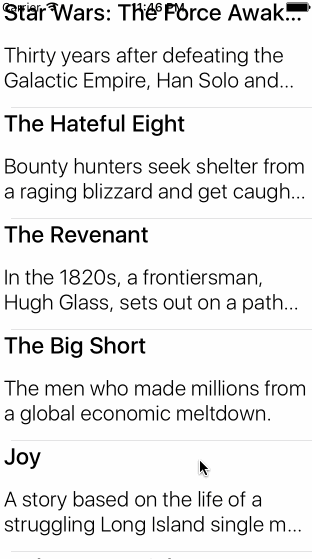 Carrier 11:46 PM
Star Wars: The Force Awak...
Thirty years after defeating the
Galactic Empire, Han Solo and...
The Hateful Eight
Bounty hunters seek shelter from
a raging blizzard and get caugh...
The Revenant
In the 1820s, a frontiersman,
Hugh Glass, sets out on a path...
The Big Short
The men who made millions from
a global economic meltdown.
Joy
A story based on the life of a
struggling Long Island single m...